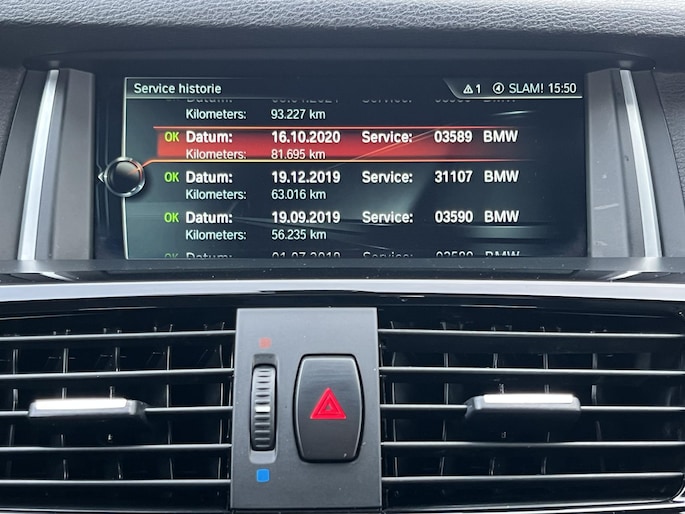 Service historie
1 SLAM! 15:50
Kilometers: 93.227 km
OK Datum: 16.10.2020 Service: 03589 BMW
Kilometers: 81.695 km
OK Datum: 19.12.2019 Service: 31107 BMW
Kilometers: 63.016 km
OK Datum: 19.09.2019 Service: 03590 BMW
Kilometers: 56.235 km